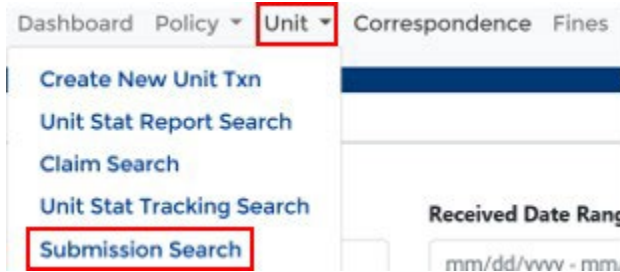 Dashboard Policy Unit Correspondence Fines
Create New Unit Txn
Unit Stat Report Search
Claim Search
Unit Stat Tracking Search
Received Date Rang
Submission Search
mm/dd/yyyy - mm/